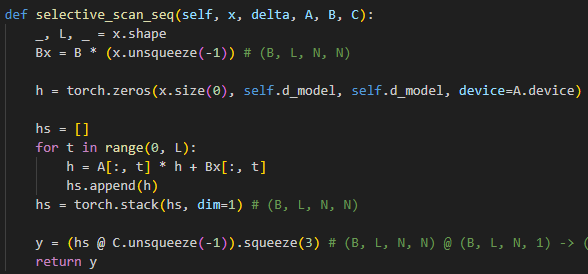 def selective_scan_seq(self, x, delta, A, B, C):
    _, L, _ = x.shape
    Bx = B * (x.unsqueeze(-1)) # (B, L, N, N)

    h = torch.zeros(x.size(0), self.d_model, self.d_model, device=A.device)

    hs = []
    for t in range(0, L):
        h = A[:, t] * h + Bx[:, t]
        hs.append(h)
    hs = torch.stack(hs, dim=1) # (B, L, N, N)

    y = (hs @ C.unsqueeze(-1)).squeeze(3) # (B, L, N, N) @ (B, L, N, 1) -> (
    return y